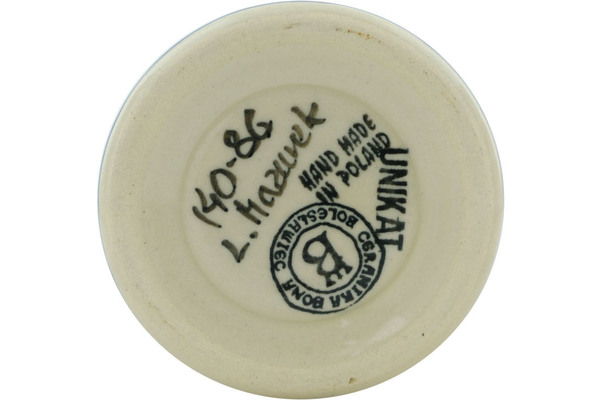 140-86
L. Mazurek
HAND MADE
IN POLAND
UNIKAT
CERAMIKA BONA BOLESŁAWIEC
B